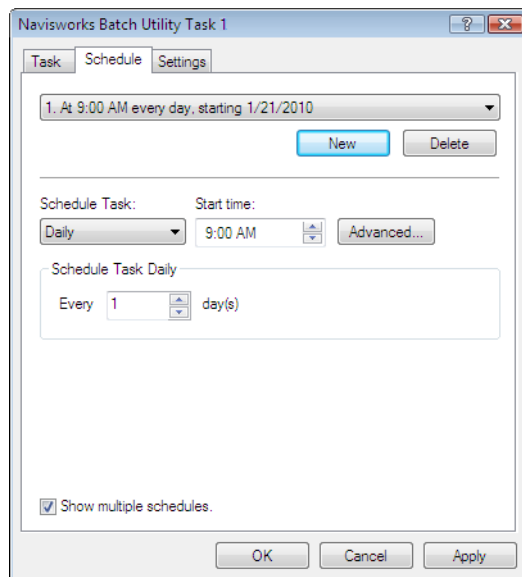 Navisworks Batch Utility Task 1
Task Schedule Settings
1. At 9:00 AM every day, starting 1/21/2010
New Delete
Schedule Task: Start time:
Daily 9:00 AM Advanced...
Schedule Task Daily
Every 1 day(s)
Show multiple schedules.
OK Cancel Apply